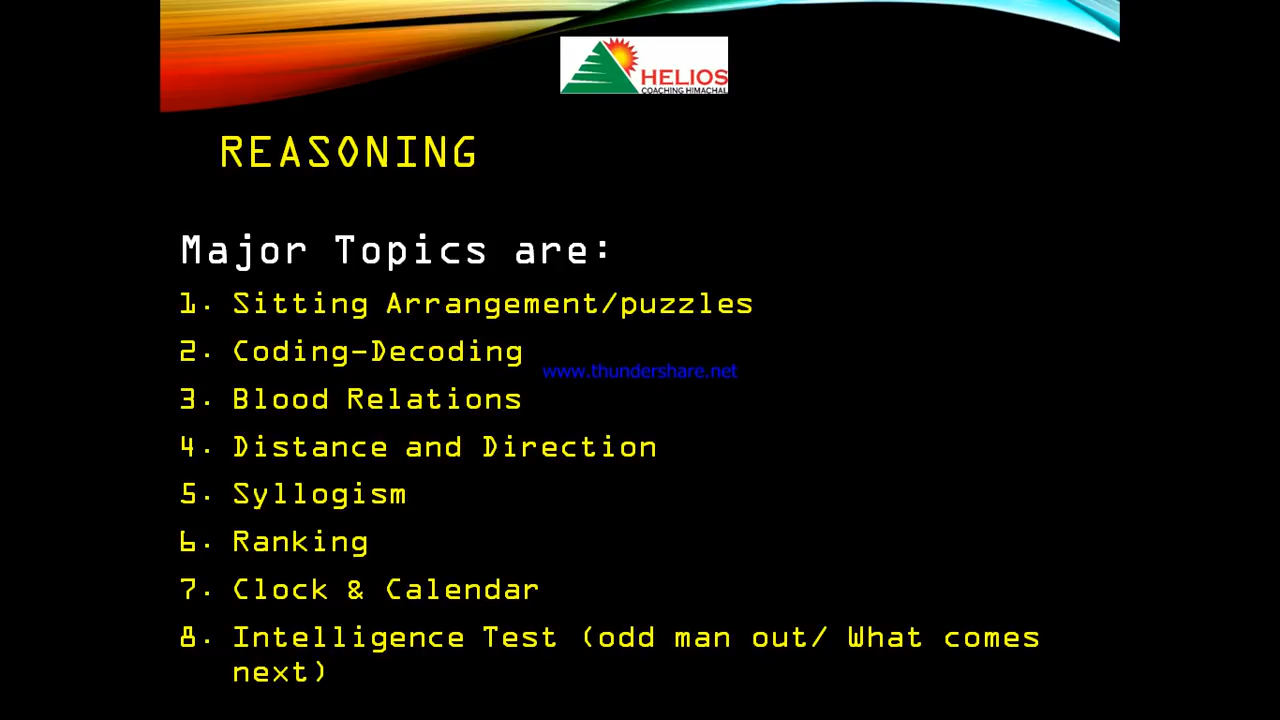 HELIOS
COACHING HIMACHAL
REASONING
Major Topics are:
1. Sitting Arrangement/puzzles
2. Coding-Decoding
www.thundershare.net
3. Blood Relations
4. Distance and Direction
5. Syllogism
6. Ranking
7. Clock & Calendar
8. Intelligence Test (odd man out/ What comes
next)